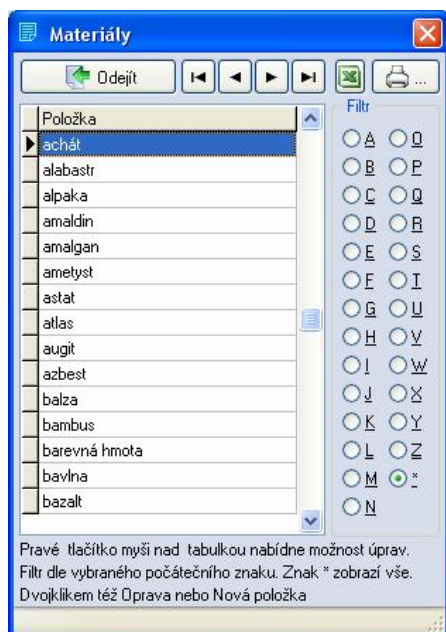 Materiály
Odejít
...
Položka
Filtr
achát
alabastr
alpaka
amaldin
amalgan
ametyst
astat
atlas
augit
azbest
balza
bambus
barevná hmota
bavlna
bazalt
A O
B P
C Q
D R
E S
F T
G U
H V
I W
J X
K Y
L Z
M *
N
Pravé tlačítko myši nad tabulkou nabídne možnost úprav.
Filtr dle vybraného počátečního znaku. Znak * zobrazí vše.
Dvojklikem též Oprava nebo Nová položka